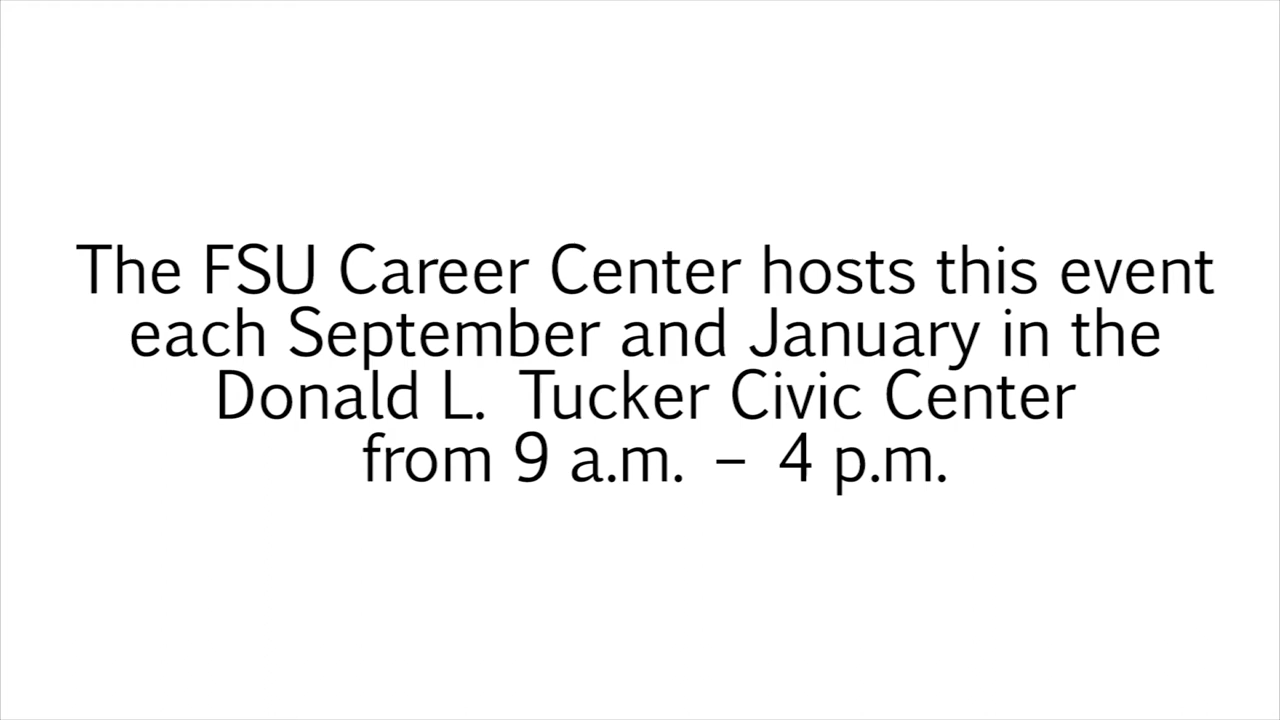 The FSU Career Center hosts this event
each September and January in the
Donald L. Tucker Civic Center
from 9 a.m. – 4 p.m.